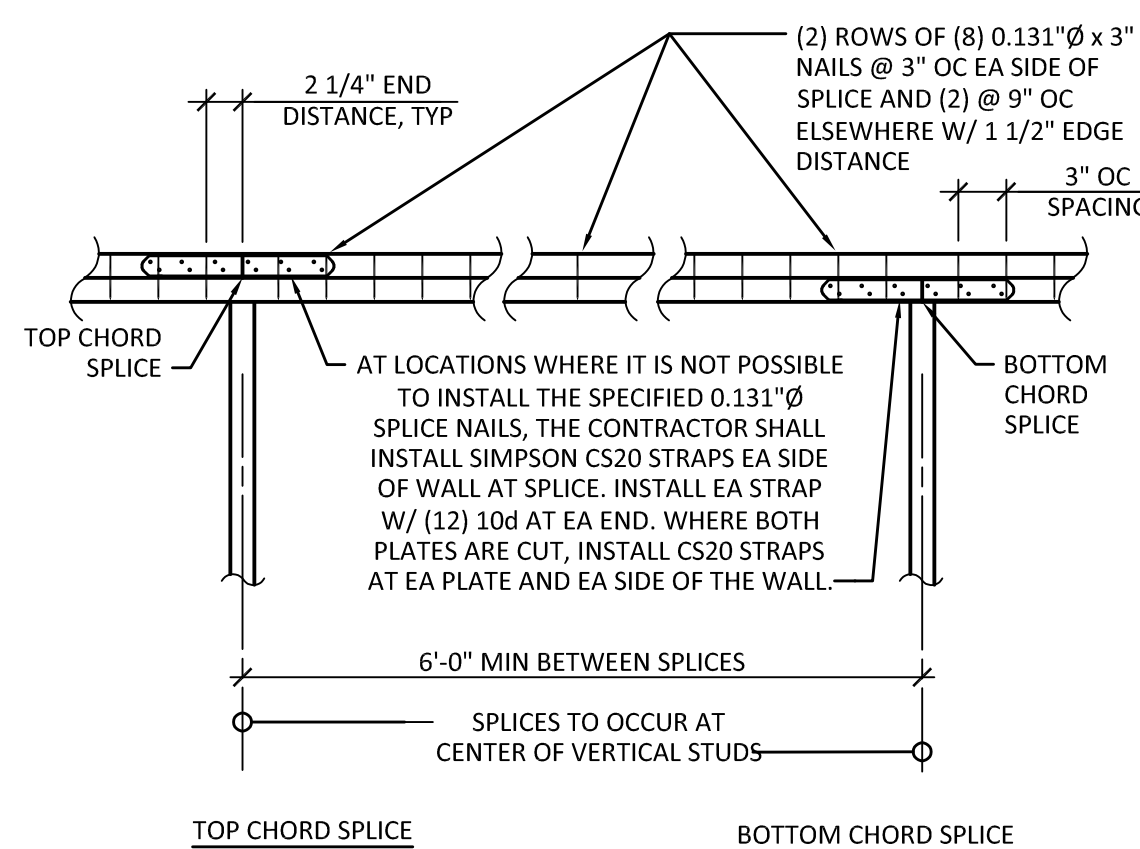 (2) ROWS OF (8) 0.131"Ø x 3"
NAILS @ 3" OC EA SIDE OF
SPLICE AND (2) @ 9" OC
ELSEWHERE W/ 1 1/2" EDGE
DISTANCE
2 1/4" END
DISTANCE, TYP
3" OC
SPACING
TOP CHORD
SPLICE
AT LOCATIONS WHERE IT IS NOT POSSIBLE
TO INSTALL THE SPECIFIED 0.131"Ø
SPLICE NAILS, THE CONTRACTOR SHALL
INSTALL SIMPSON CS20 STRAPS EA SIDE
OF WALL AT SPLICE. INSTALL EA STRAP
W/ (12) 10d AT EA END. WHERE BOTH
PLATES ARE CUT, INSTALL CS20 STRAPS
AT EA PLATE AND EA SIDE OF THE WALL.
BOTTOM
CHORD
SPLICE
6'-0" MIN BETWEEN SPLICES
SPLICES TO OCCUR AT
CENTER OF VERTICAL STUDS
TOP CHORD SPLICE
BOTTOM CHORD SPLICE